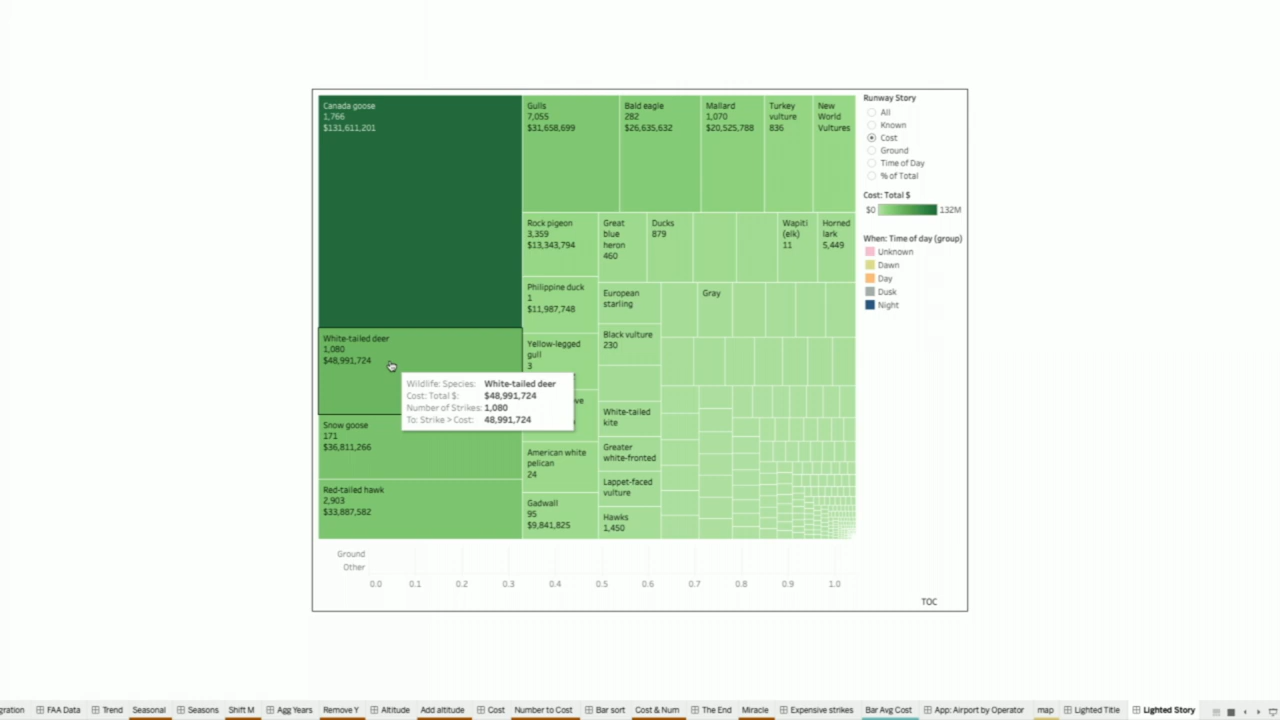 Canada goose
1,766
$131,611,201
White-tailed deer
1,080
$48,991,724
Snow goose
171
$36,811,266
Red-tailed hawk
2,903
$33,887,582
Gulls
7,055
$31,658,699
Bald eagle
282
$26,635,632
Mallard
1,070
$20,525,788
Turkey
vulture
836
New
World
Vultures
Rock pigeon
3,359
$13,343,794
Great
blue
heron
460
Ducks
879
Wapiti
(elk)
11
Horned
lark
5,449
Philippine duck
1
$11,987,748
European
starling
Gray
Yellow-legged
gull
3
Black vulture
230
Wildlife: Species: White-tailed deer
Cost: Total $: $48,991,724
Number of Strikes: 1,080
To: Strike > Cost: 48,991,724
ve
White-tailed
kite
American white
pelican
24
Greater
white-fronted
Lappet-faced
vulture
Gadwall
95
$9,841,825
Hawks
1,450
Runway Story
All
Known
Cost
Ground
Time of Day
% of Total
Cost: Total $
$0 132M
When: Time of day (group)
Unknown
Dawn
Day
Dusk
Night
Ground
Other
0.0 0.1 0.2 0.3 0.4 0.5 0.6 0.7 0.8 0.9 1.0
TOC
gration FAA Data Trend Seasonal Seasons Shift M Agg Years Remove Y Altitude Add altitude Cost Number to Cost Bar sort Cost & Num The End Miracle Expensive strikes Bar Avg Cost App: Airport by Operator map Lighted Title Lighted Story